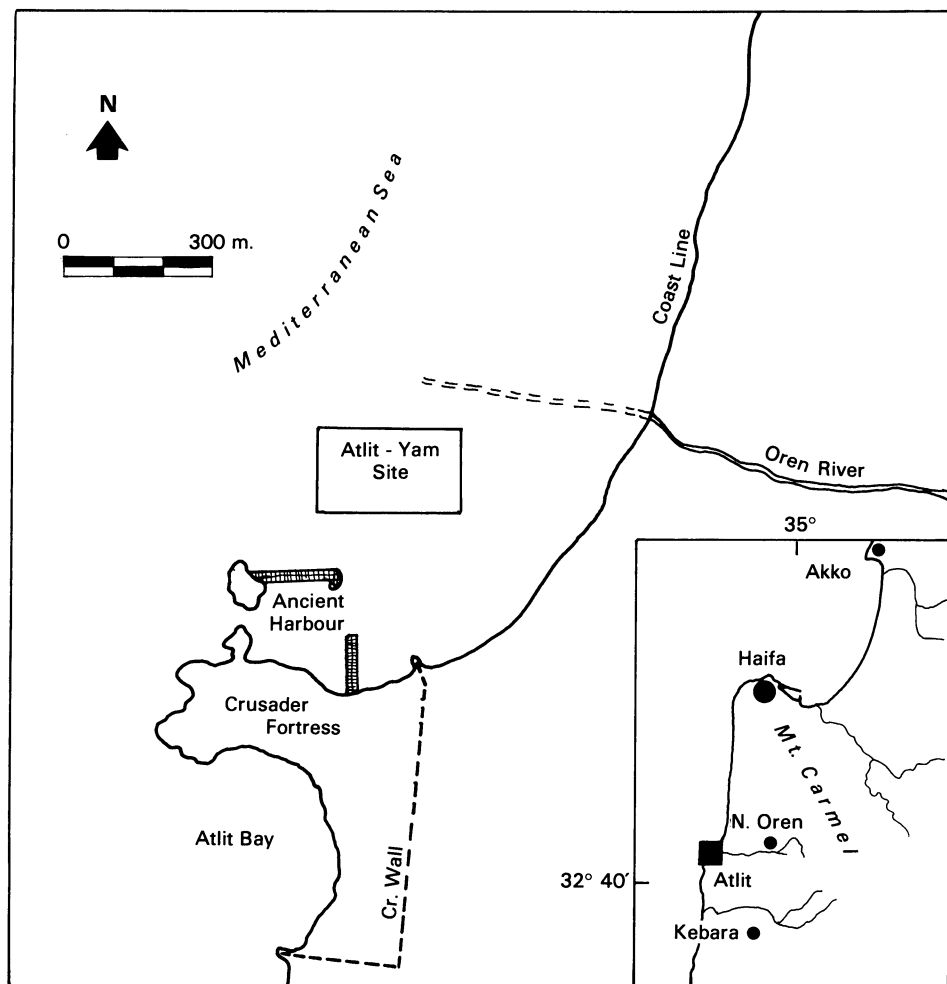 N
0 300 m.
Mediterranean Sea
Coast Line
Atlit - Yam
Site
Oren River
Ancient
Harbour
Crusader
Fortress
Atlit Bay
Cr. Wall
35°
Akko
Haifa
Mt. Carmel
N. Oren
Atlit
32° 40′
Kebara